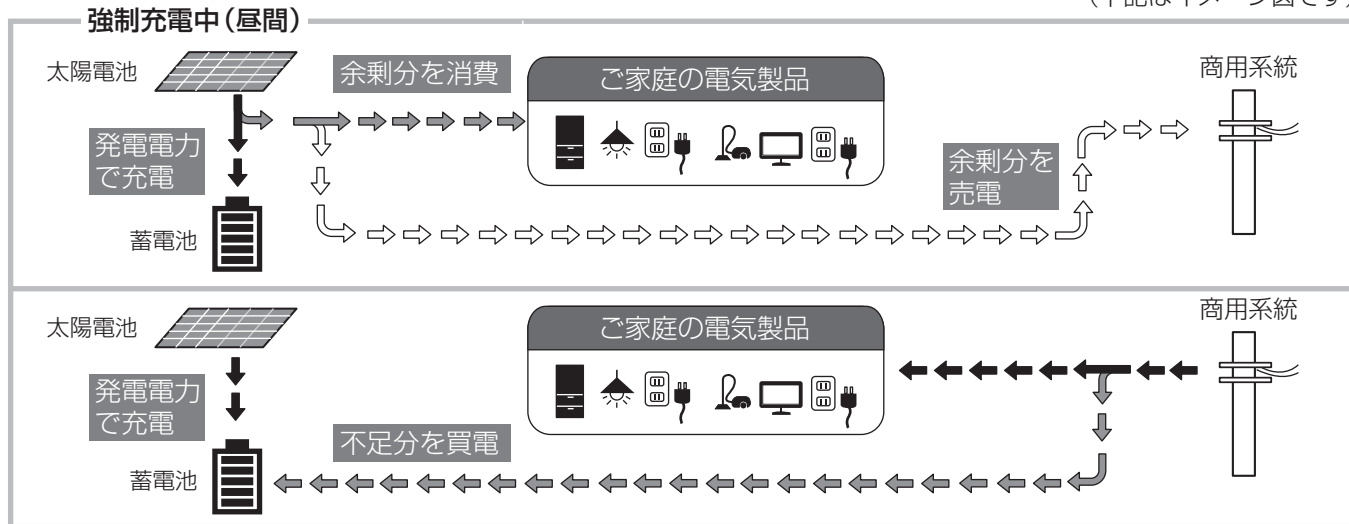 強制充電中（昼間）
太陽電池
余剰分を消費
ご家庭の電気製品
商用系統
発電電力
で充電
余剰分を
売電
蓄電池
太陽電池
ご家庭の電気製品
商用系統
発電電力
で充電
不足分を買電
蓄電池